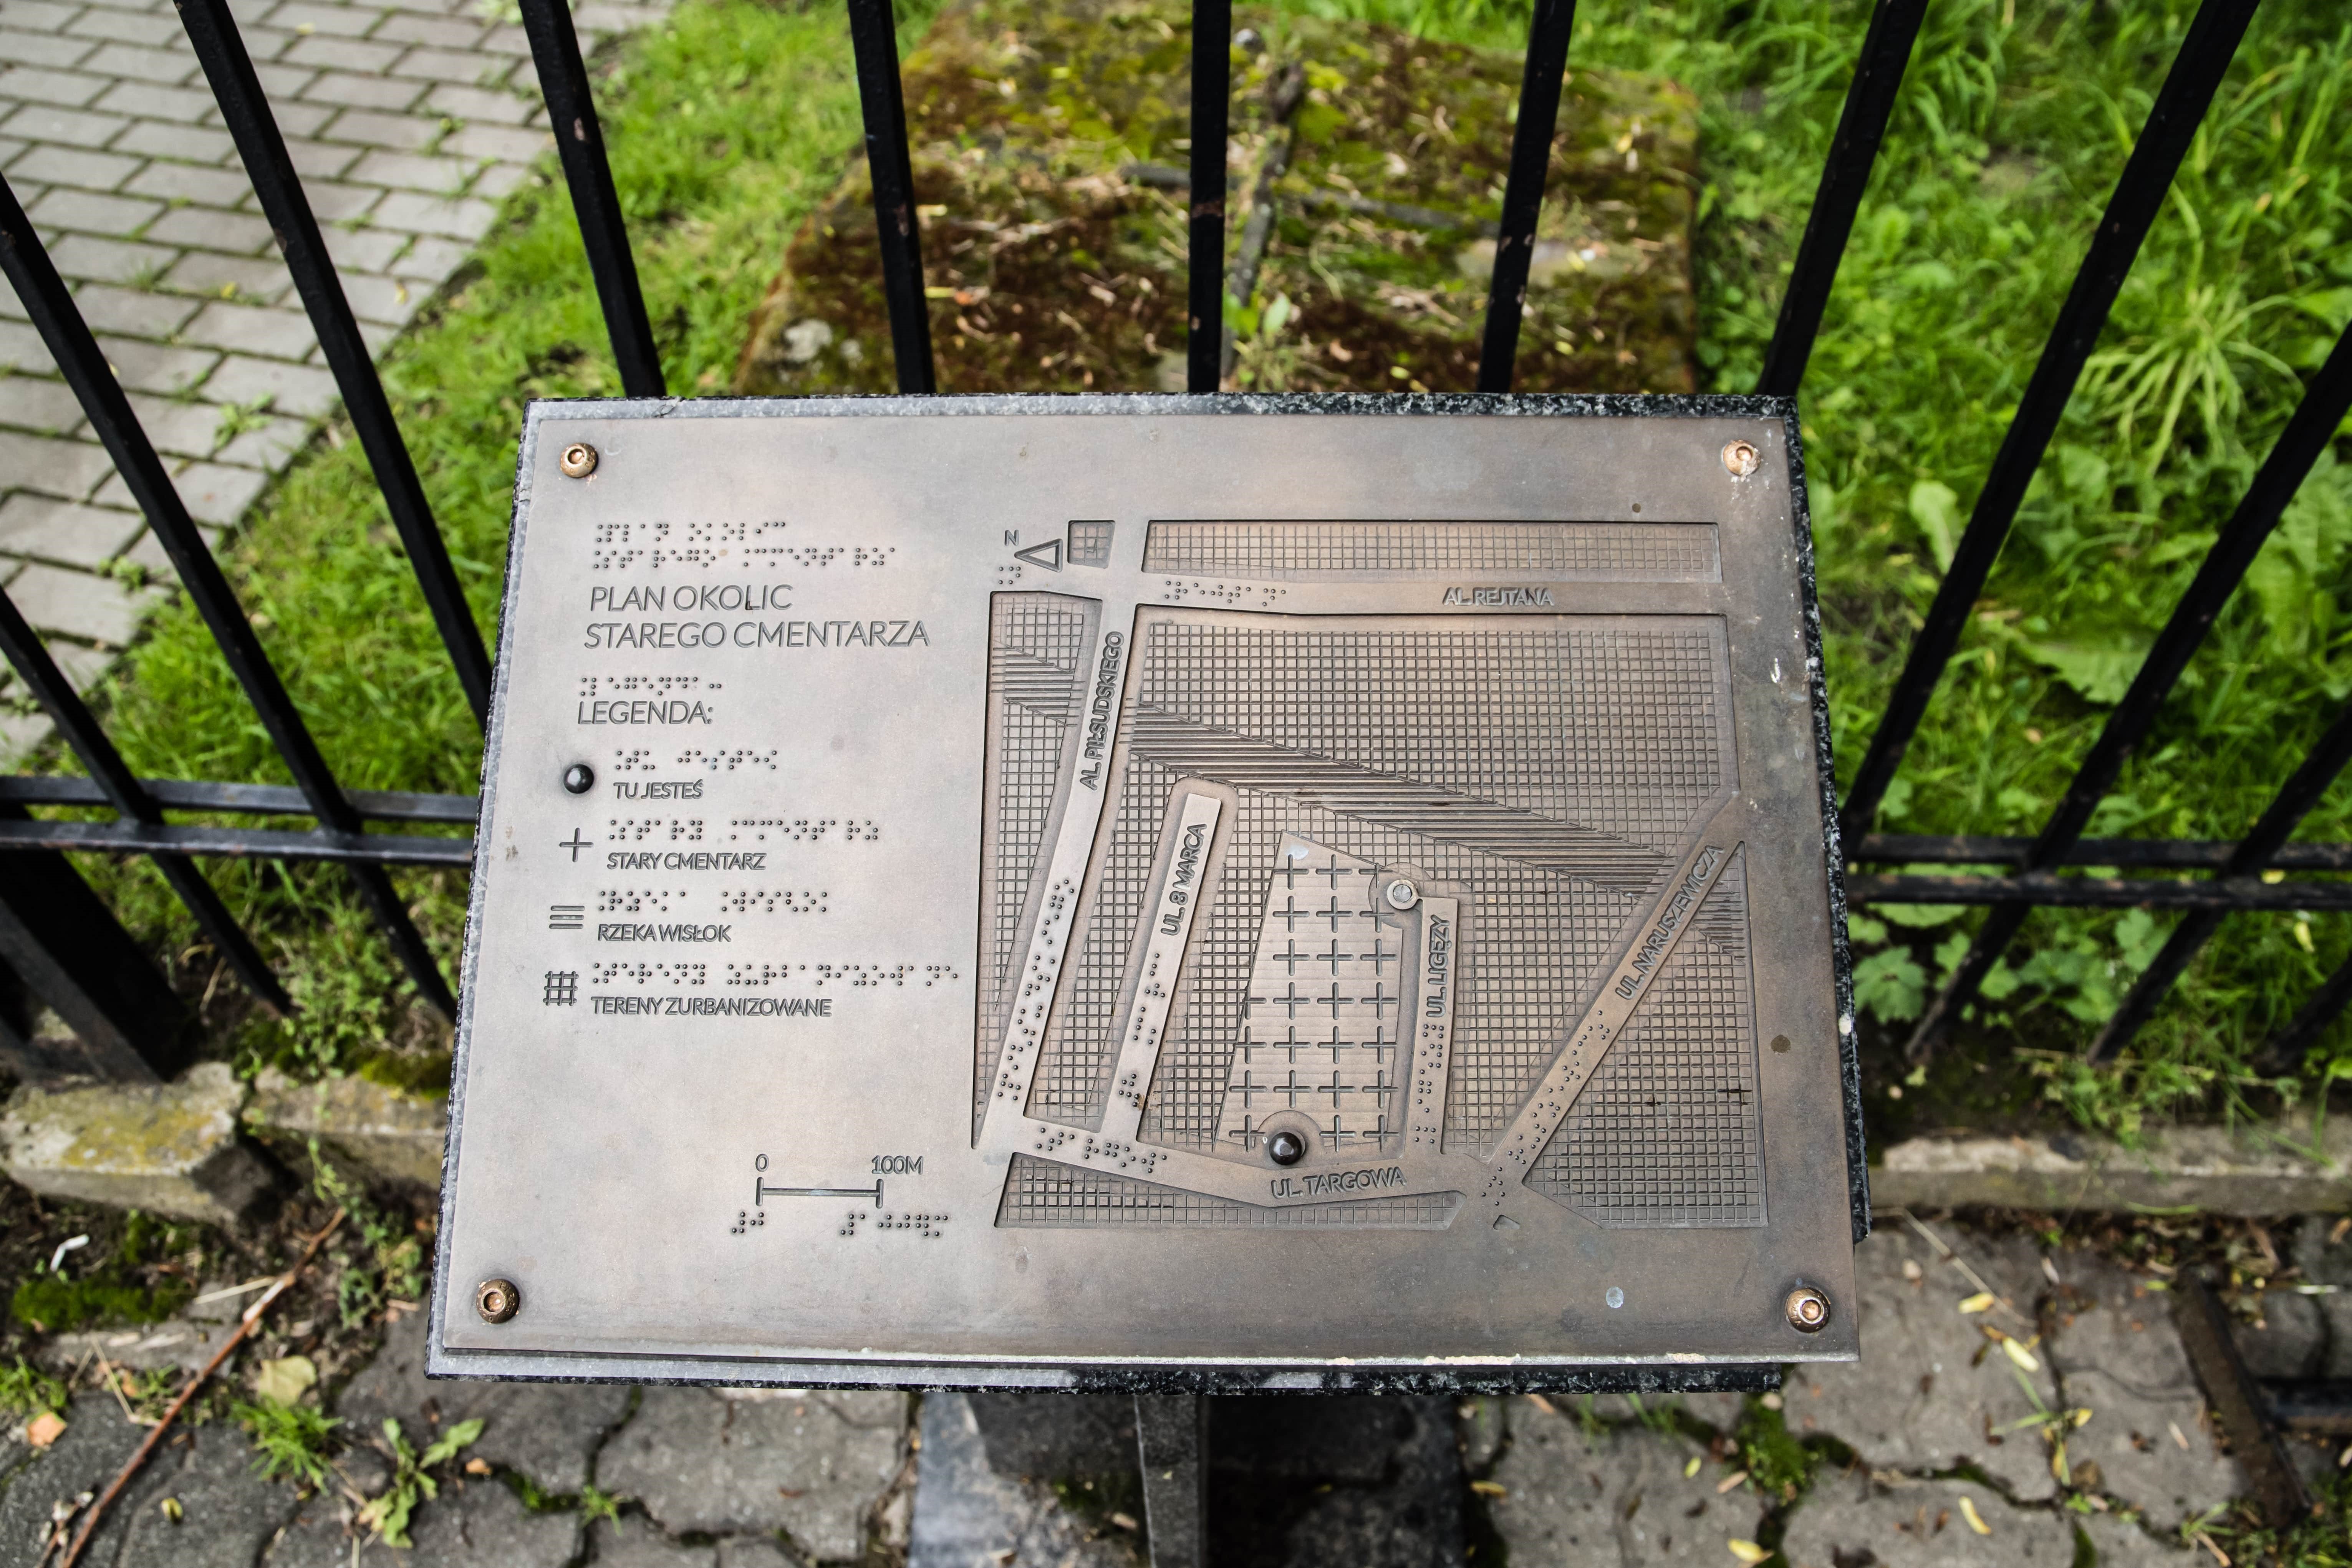 PLAN OKOLIC
STAREGO CMENTARZA
LEGENDA:
TU JESTEŚ
STARY CMENTARZ
RZEKA WISŁOK
TERENY ZURBANIZOWANE
0 100M
N
AL. REJTANA
AL. PIŁSUDSKIEGO
UL. 8 MARCA
UL. LIGĘZY
UL. NARUSZEWICZA
UL. TARGOWA